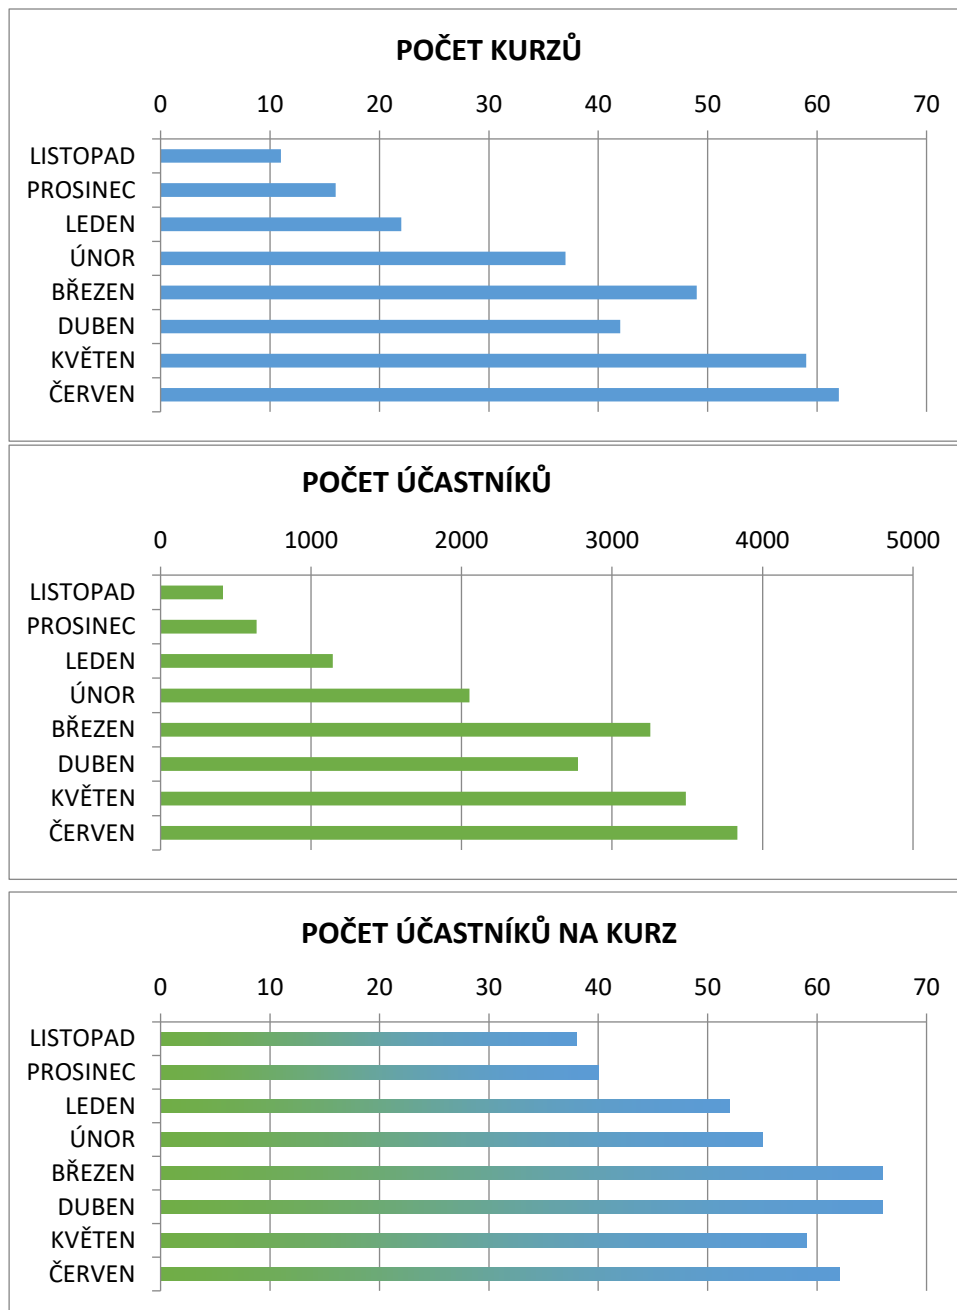 POČET KURZŮ
0 10 20 30 40 50 60 70
LISTOPAD
PROSINEC
LEDEN
ÚNOR
BŘEZEN
DUBEN
KVĚTEN
ČERVEN
POČET ÚČASTNÍKŮ
0 1000 2000 3000 4000 5000
LISTOPAD
PROSINEC
LEDEN
ÚNOR
BŘEZEN
DUBEN
KVĚTEN
ČERVEN
POČET ÚČASTNÍKŮ NA KURZ
0 10 20 30 40 50 60 70
LISTOPAD
PROSINEC
LEDEN
ÚNOR
BŘEZEN
DUBEN
KVĚTEN
ČERVEN